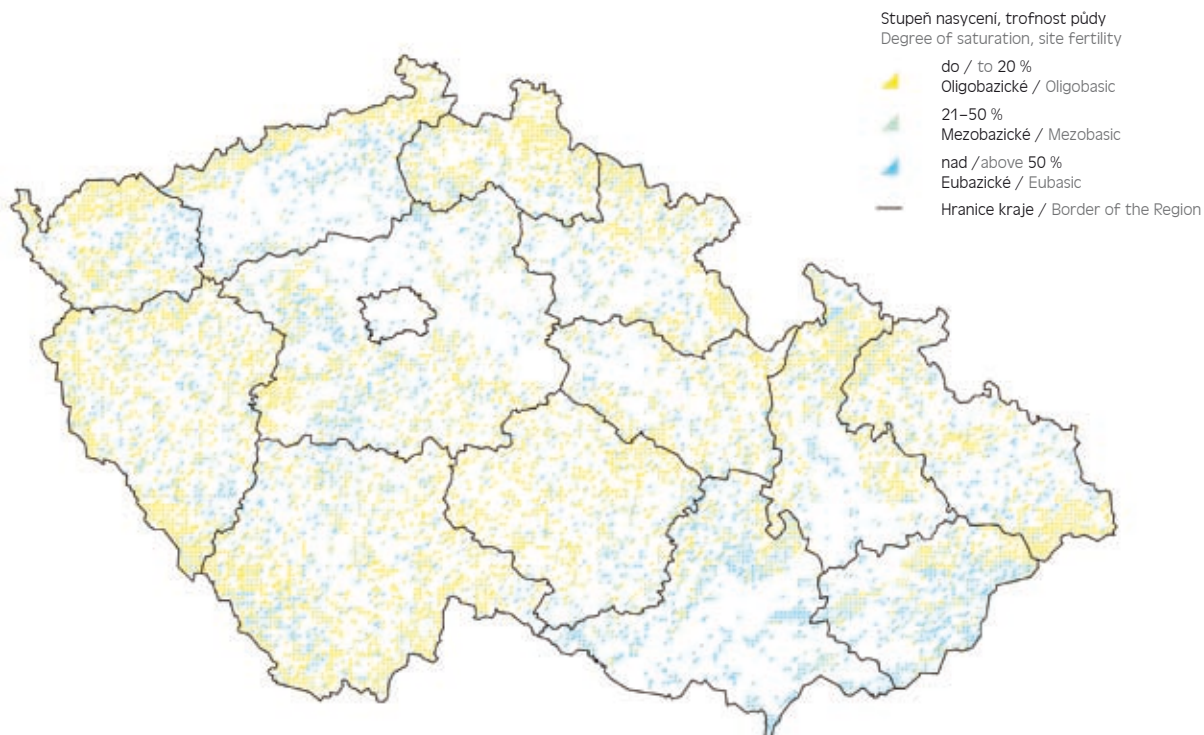 Stupeň nasycení, trofnost půdy
Degree of saturation, site fertility
do / to 20 %
Oligobazické / Oligobasic
21–50 %
Mezobazické / Mezobasic
nad /above 50 %
Eubazické / Eubasic
Hranice kraje / Border of the Region